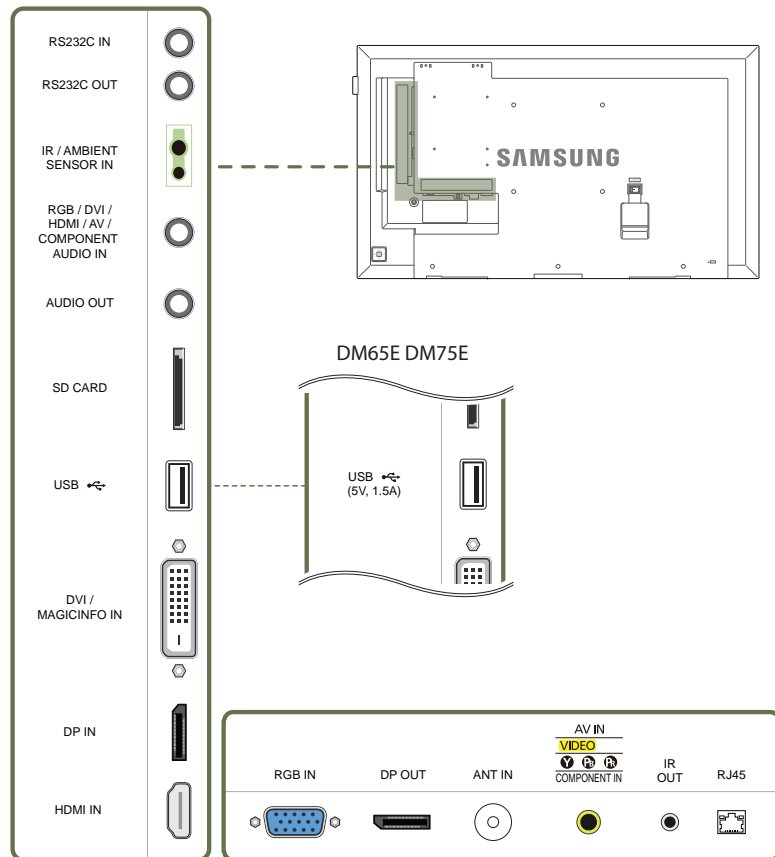 RS232C IN
RS232C OUT
IR / AMBIENT
SENSOR IN
RGB / DVI /
HDMI / AV /
COMPONENT
AUDIO IN
AUDIO OUT
SD CARD
USB
DVI /
MAGICINFO IN
DP IN
HDMI IN
SAMSUNG
DM65E DM75E
USB
(5V, 1.5A)
RGB IN
DP OUT
ANT IN
AV IN
VIDEO
Y PB PR
COMPONENT IN
IR
OUT
RJ45